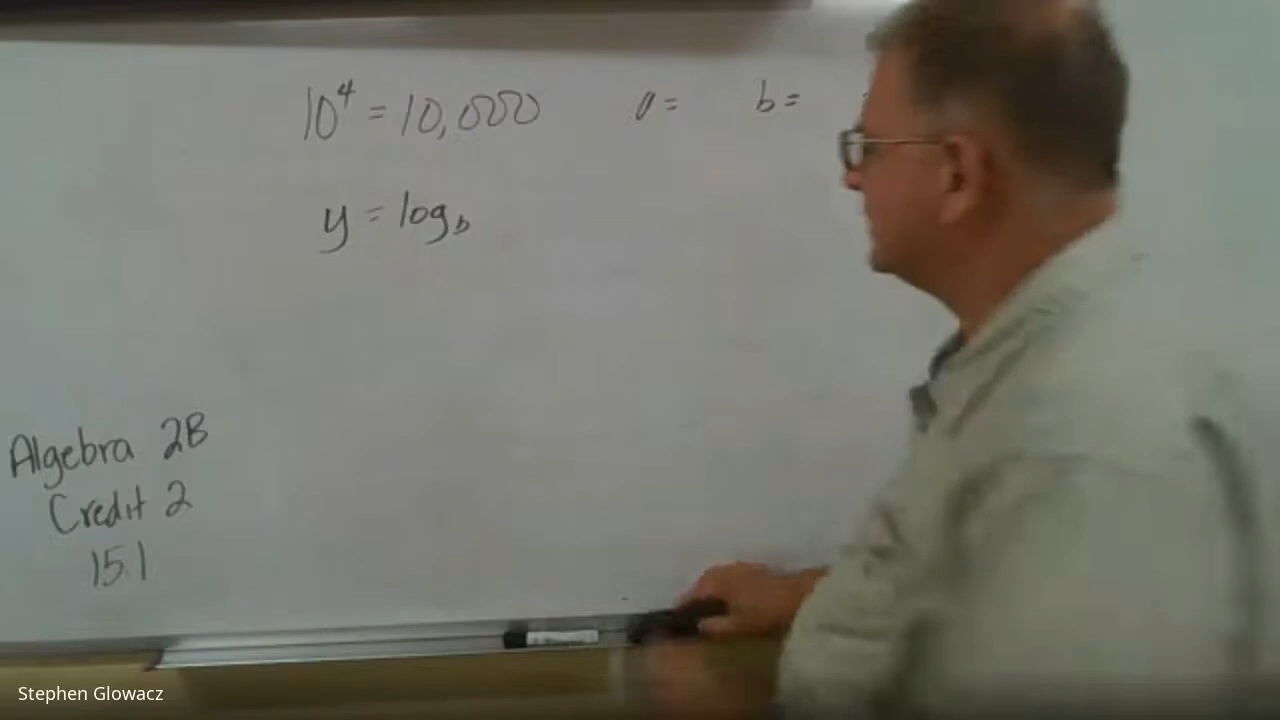 10⁴ = 10,000 a = b =
y = log_b
Algebra 2B
Credit 2
15.1
Stephen Glowacz